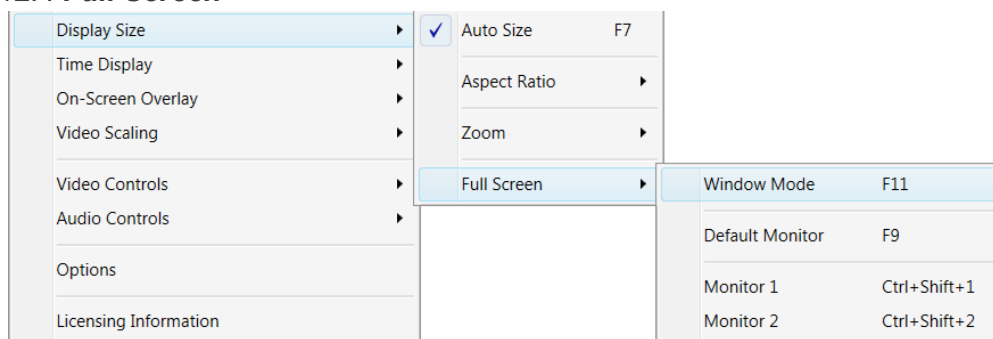 Full Screen
Display Size
Time Display
On-Screen Overlay
Video Scaling
Video Controls
Audio Controls
Options
Licensing Information
Auto Size F7
Aspect Ratio
Zoom
Full Screen
Window Mode F11
Default Monitor F9
Monitor 1 Ctrl+Shift+1
Monitor 2 Ctrl+Shift+2